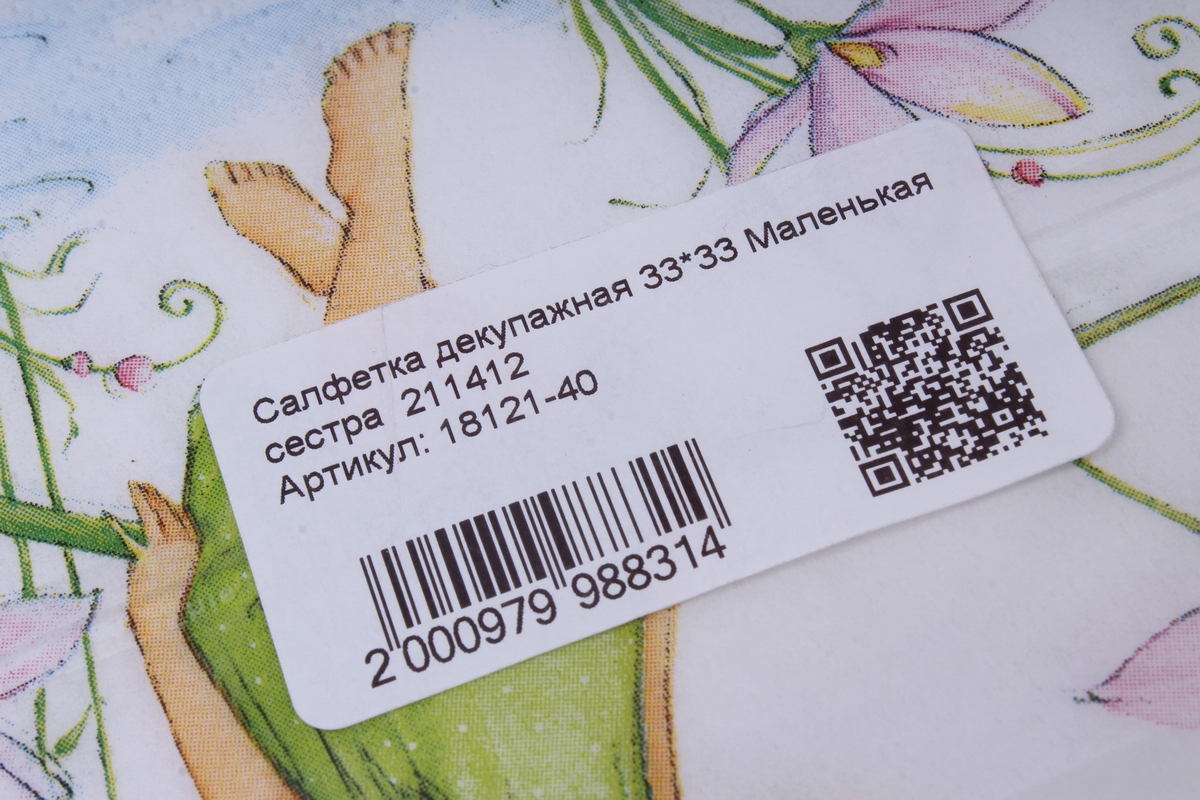 Салфетка декупажная 33*33 Маленькая
сестра 211412
Артикул: 18121-40
2 000979 988314